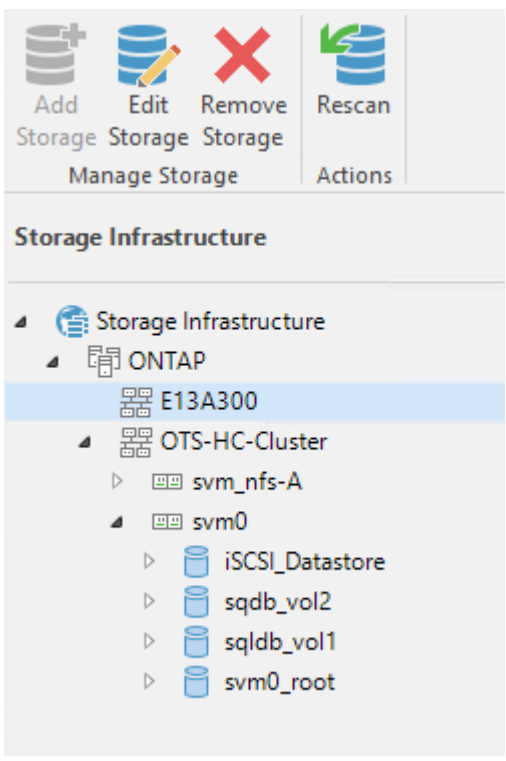 Add Edit Remove Rescan
Storage Storage Storage
Manage Storage Actions
Storage Infrastructure
Storage Infrastructure
ONTAP
E13A300
OTS-HC-Cluster
svm_nfs-A
svm0
iSCSI_Datastore
sqdb_vol2
sqldb_vol1
svm0_root